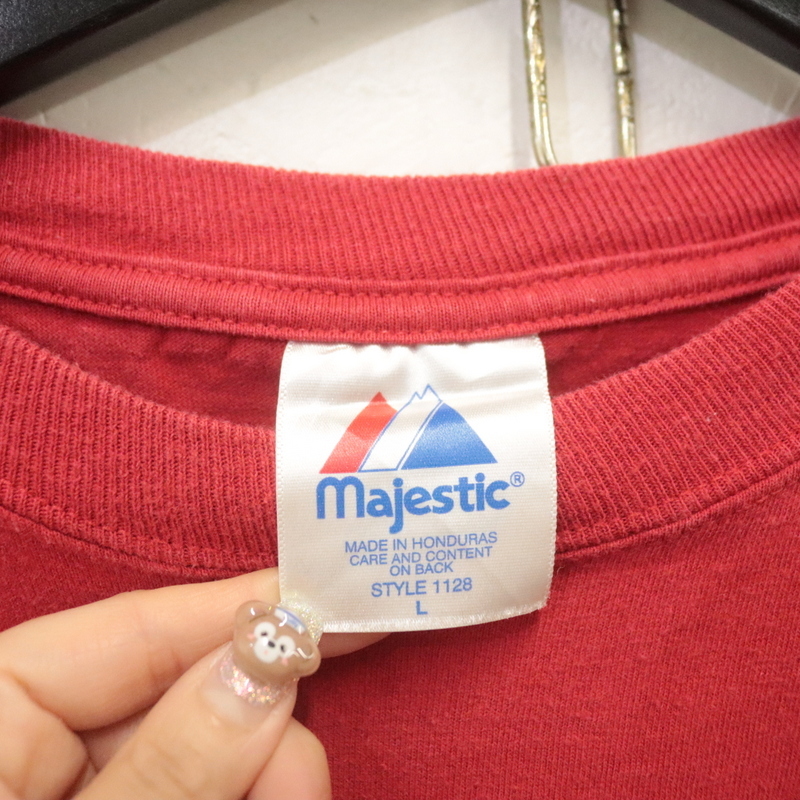 Majestic®
MADE IN HONDURAS
CARE AND CONTENT
ON BACK
STYLE 1128
L